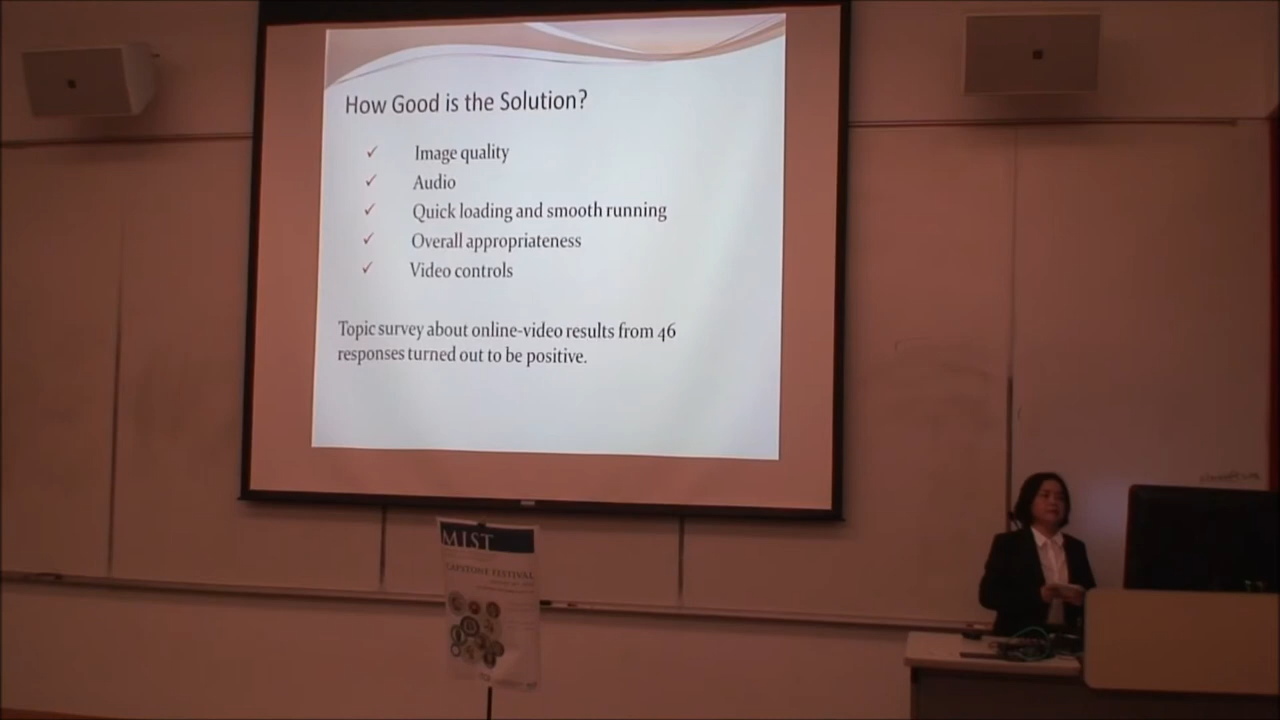 How Good is the Solution?
✓ Image quality
✓ Audio
✓ Quick loading and smooth running
✓ Overall appropriateness
✓ Video controls
Topic survey about online-video results from 46
responses turned out to be positive.
MIST
CAPSTONE FESTIVAL